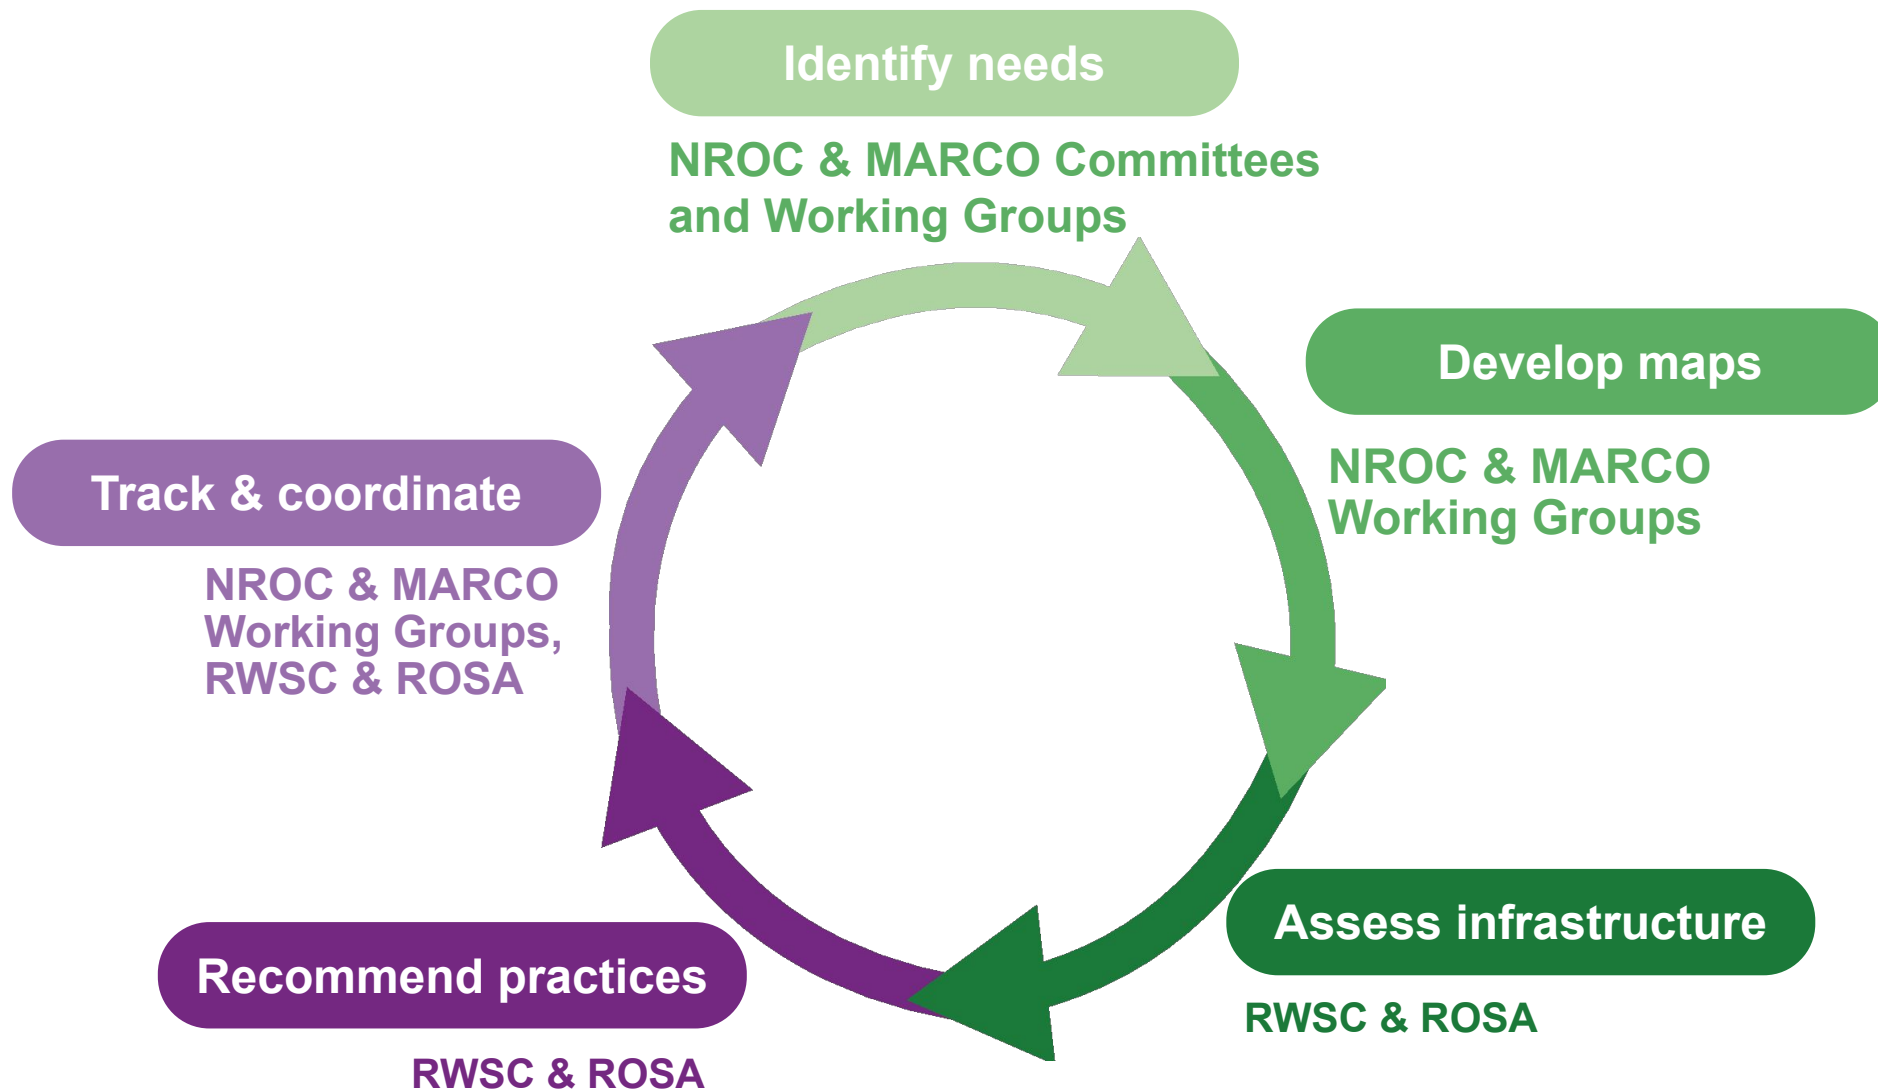 Identify needs
NROC & MARCO Committees
and Working Groups
Develop maps
NROC & MARCO
Working Groups
Assess infrastructure
RWSC & ROSA
Recommend practices
RWSC & ROSA
Track & coordinate
NROC & MARCO
Working Groups,
RWSC & ROSA